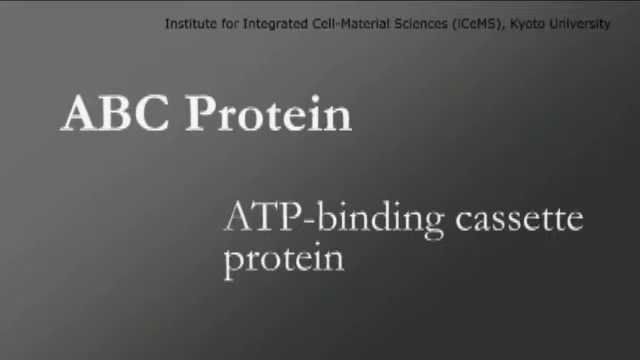 Institute for Integrated Cell-Material Sciences (iCeMS), Kyoto University
ABC Protein
ATP-binding cassette
protein